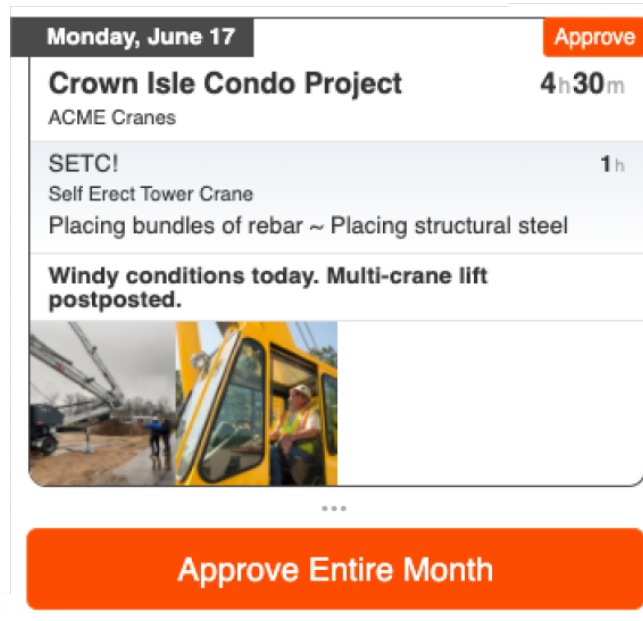 Monday, June 17
Approve
Crown Isle Condo Project
4h30m
ACME Cranes
SETC!
1h
Self Erect Tower Crane
Placing bundles of rebar ~ Placing structural steel
Windy conditions today. Multi-crane lift
postposted.
...
Approve Entire Month